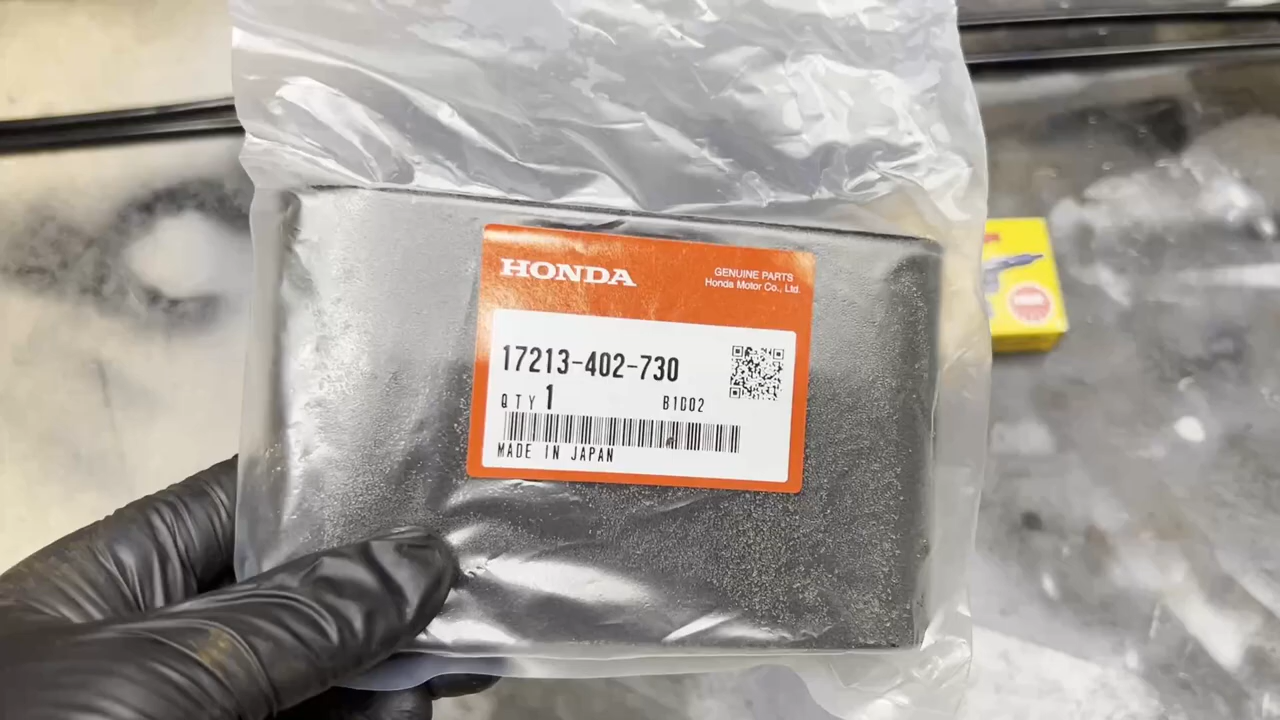 HONDA
GENUINE PARTS
Honda Motor Co., Ltd.
17213-402-730
QTY 1 B1D02
MADE IN JAPAN